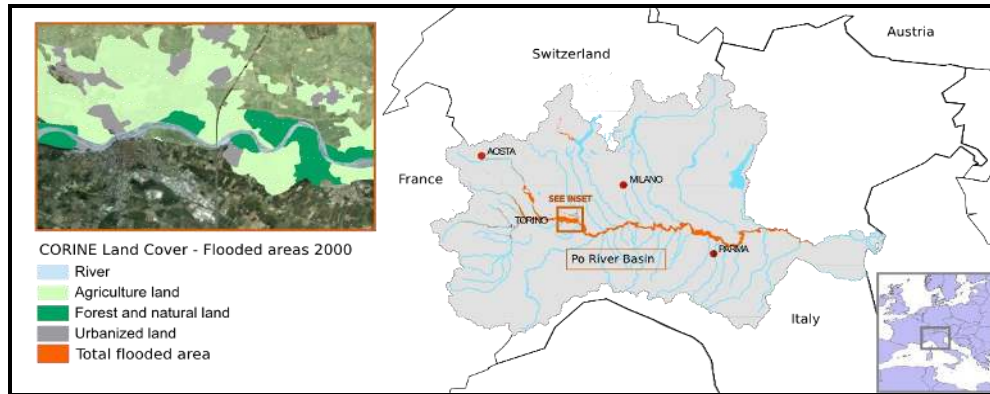 Switzerland
Austria
AOSTA
France
MILANO
SEE INSET
TORINO
PARMA
Po River Basin
Italy
CORINE Land Cover - Flooded areas 2000
River
Agriculture land
Forest and natural land
Urbanized land
Total flooded area